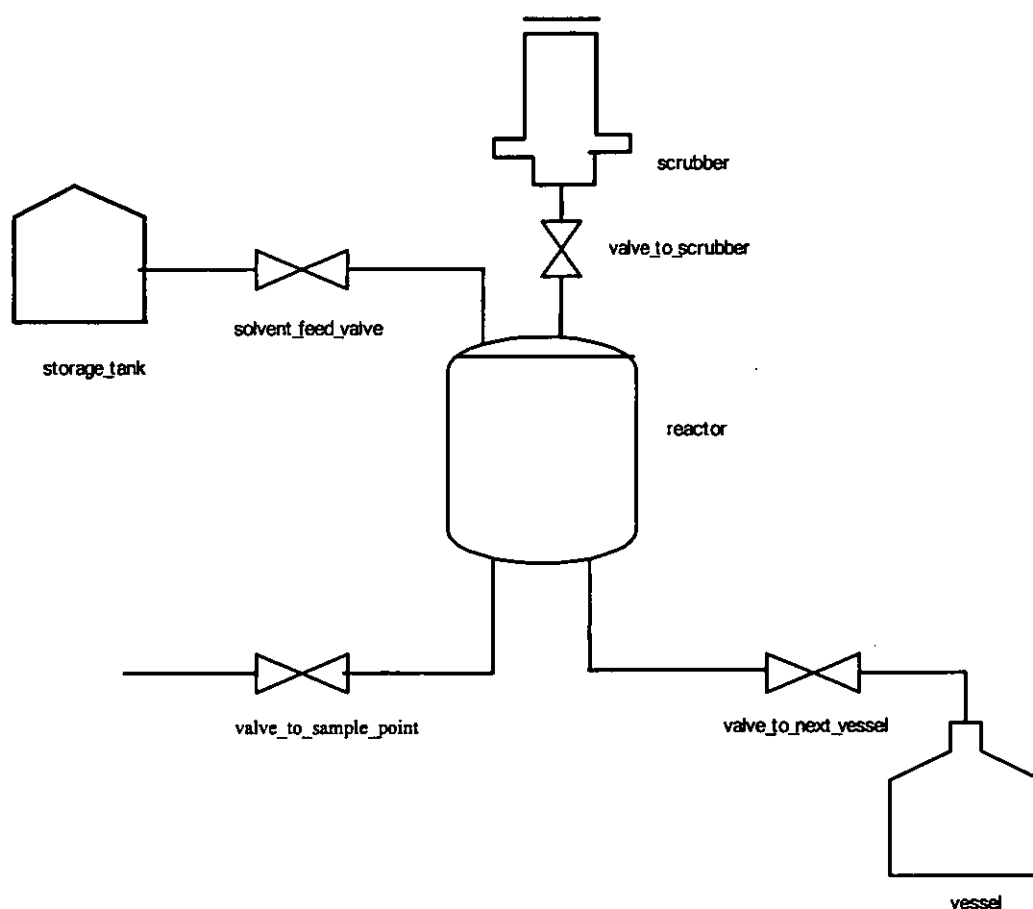 scrubber
valve_to_scrubber
solvent_feed_valve
storage_tank
reactor
valve_to_sample_point
valve_to_next_vessel
vessel